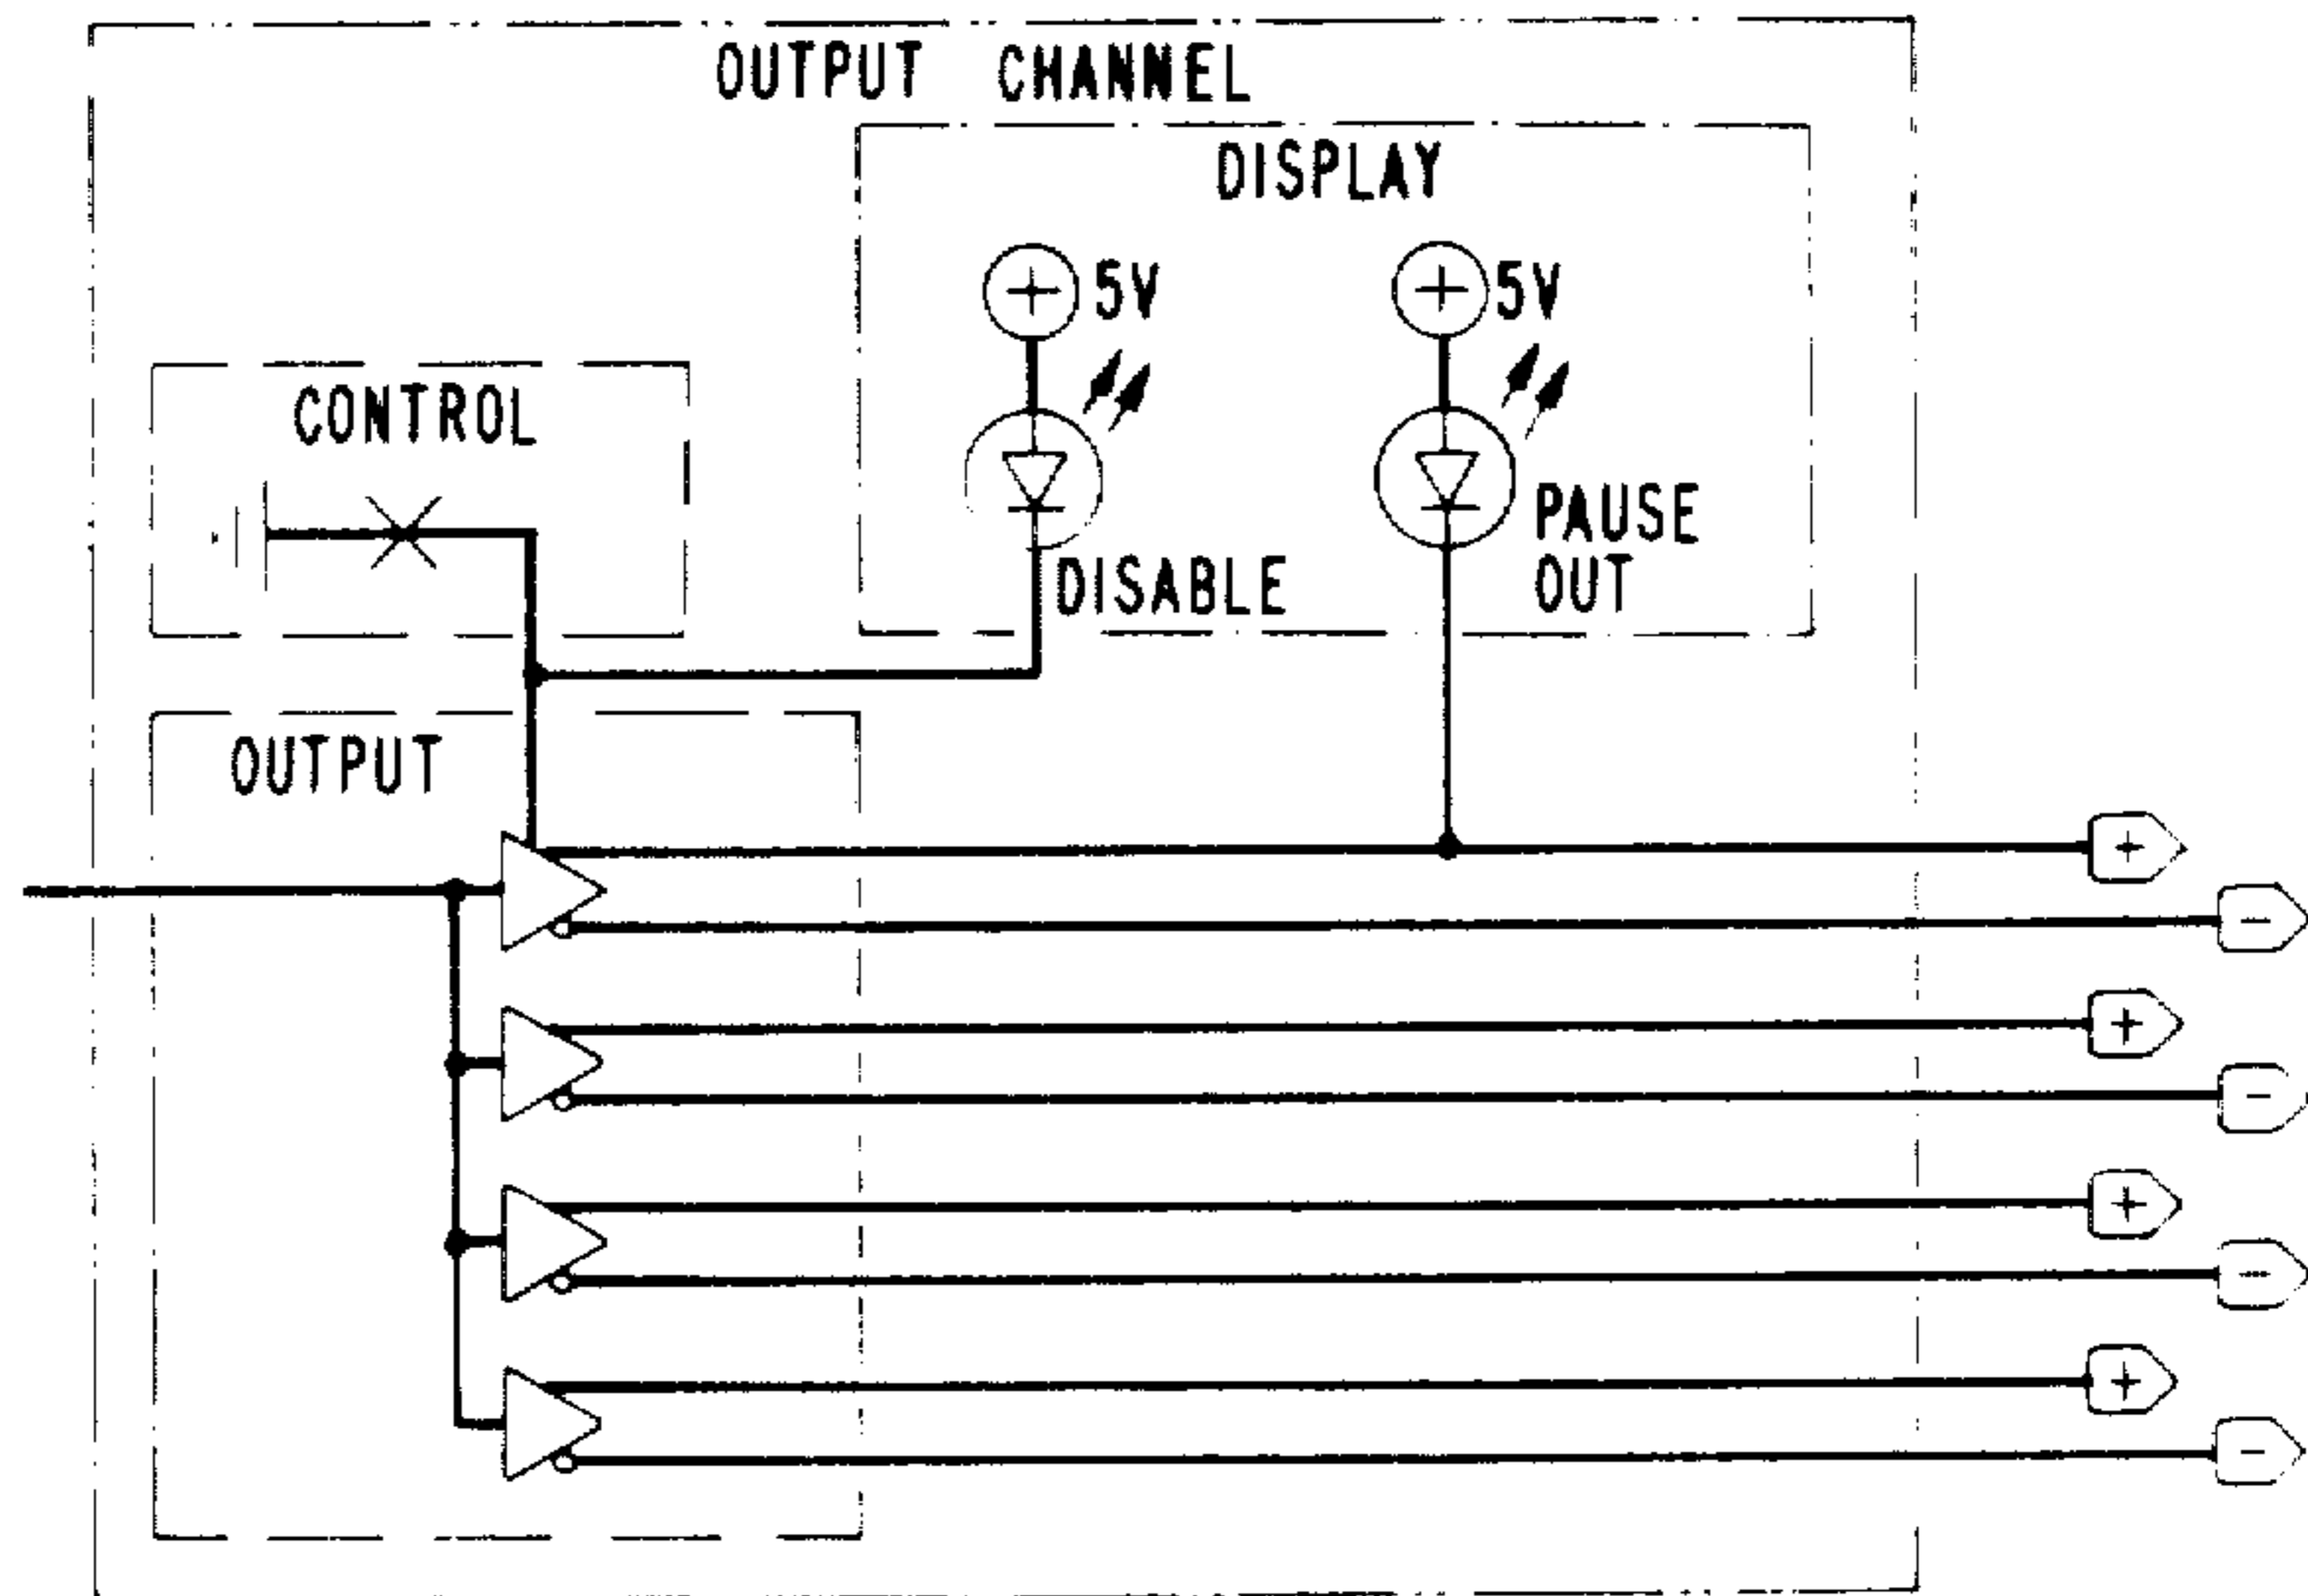 OUTPUT CHANNEL
DISPLAY
+ 5V
+ 5V
CONTROL
PAUSE
OUT
DISABLE
OUTPUT
+
-
+
-
+
-
+
-